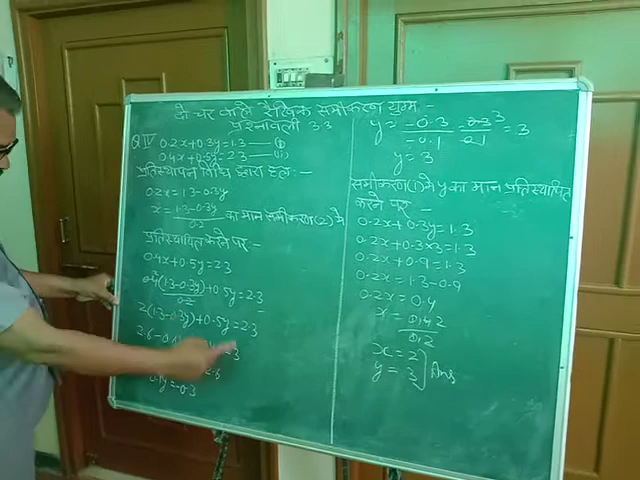 दो चर वाले रैखिक समीकरण युग्म :-
प्रश्नावली 3.3
Q IV 0.2x+0.3y=1.3 —— (i)
0.4x+0.5y=2.3 —— (ii)
प्रतिस्थापन विधि द्वारा हल:-
0.2x=1.3-0.3y
x = 1.3-0.3y / 0.2 का मान समीकरण (2) में
प्रतिस्थापित करने पर -
0.4x+0.5y=2.3
(1.3-0.3y) / 0.2 +0.5y=2.3
2(1.3-0.3y)+0.5y=2.3
2.6-0.
y=-0.3
y = -0.3 / -0.1 = 3 = 3
y = 3
समीकरण (1) में y का मान प्रतिस्थापित
करने पर -
0.2x+0.3y=1.3
0.2x+0.3×3=1.3
0.2x+0.9=1.3
0.2x=1.3-0.9
0.2x=0.4
x = 0.4 2 / 0.2
x=2
y = 3 } Ans